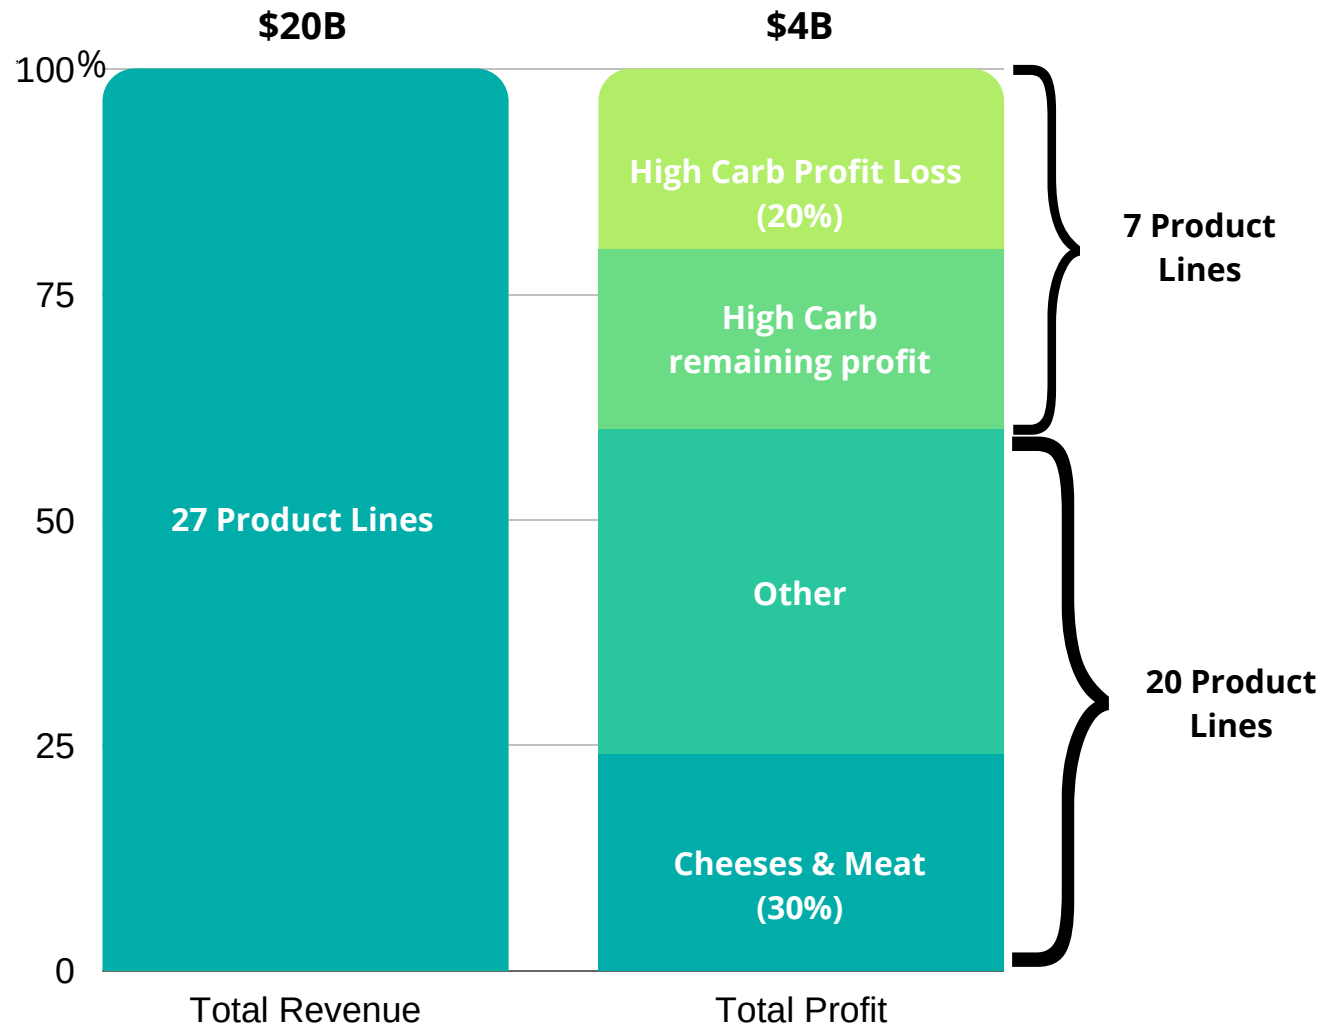 $20B
$4B
100%
High Carb Profit Loss
(20%)
7 Product
Lines
75
High Carb
remaining profit
50
27 Product Lines
Other
20 Product
Lines
25
Cheeses & Meat
(30%)
0
Total Revenue
Total Profit